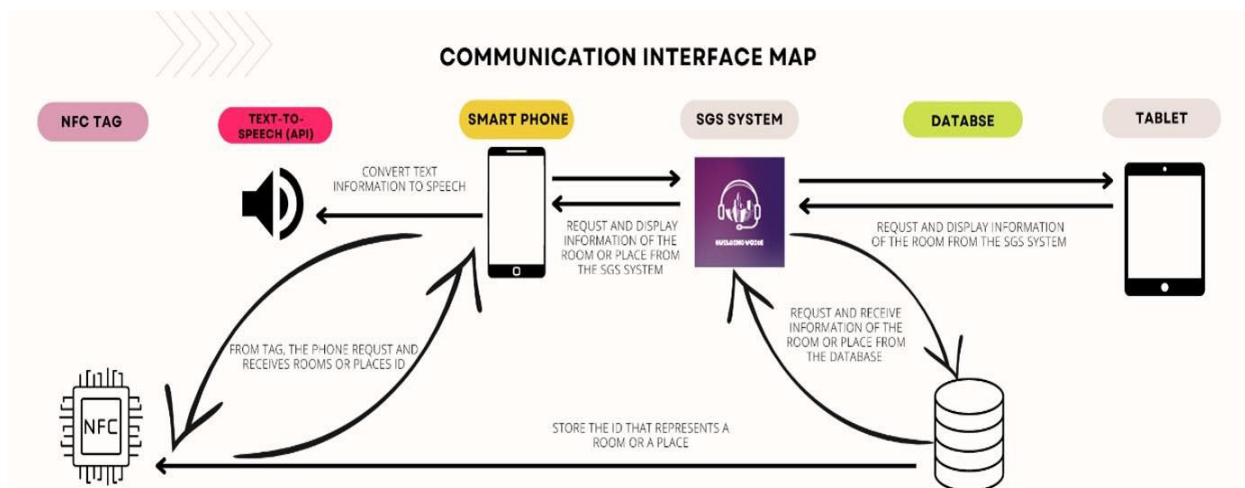 COMMUNICATION INTERFACE MAP
NFC TAG
TEXT-TO-
SPEECH (API)
SMART PHONE
SGS SYSTEM
DATABSE
TABLET
CONVERT TEXT
INFORMATION TO SPEECH
REQUST AND DISPLAY
INFORMATION OF THE
ROOM OR PLACE FROM
THE SGS SYSTEM
BUILDING VOICE
REQUST AND DISPLAY INFORMATION
OF THE ROOM FROM THE SGS SYSTEM
REQUST AND RECEIVE
INFORMATION OF THE
ROOM OR PLACE FROM
THE DATABASE
FROM TAG, THE PHONE REQUST AND
RECEIVES ROOMS OR PLACES ID
NFC
STORE THE ID THAT REPRESENTS A
ROOM OR A PLACE